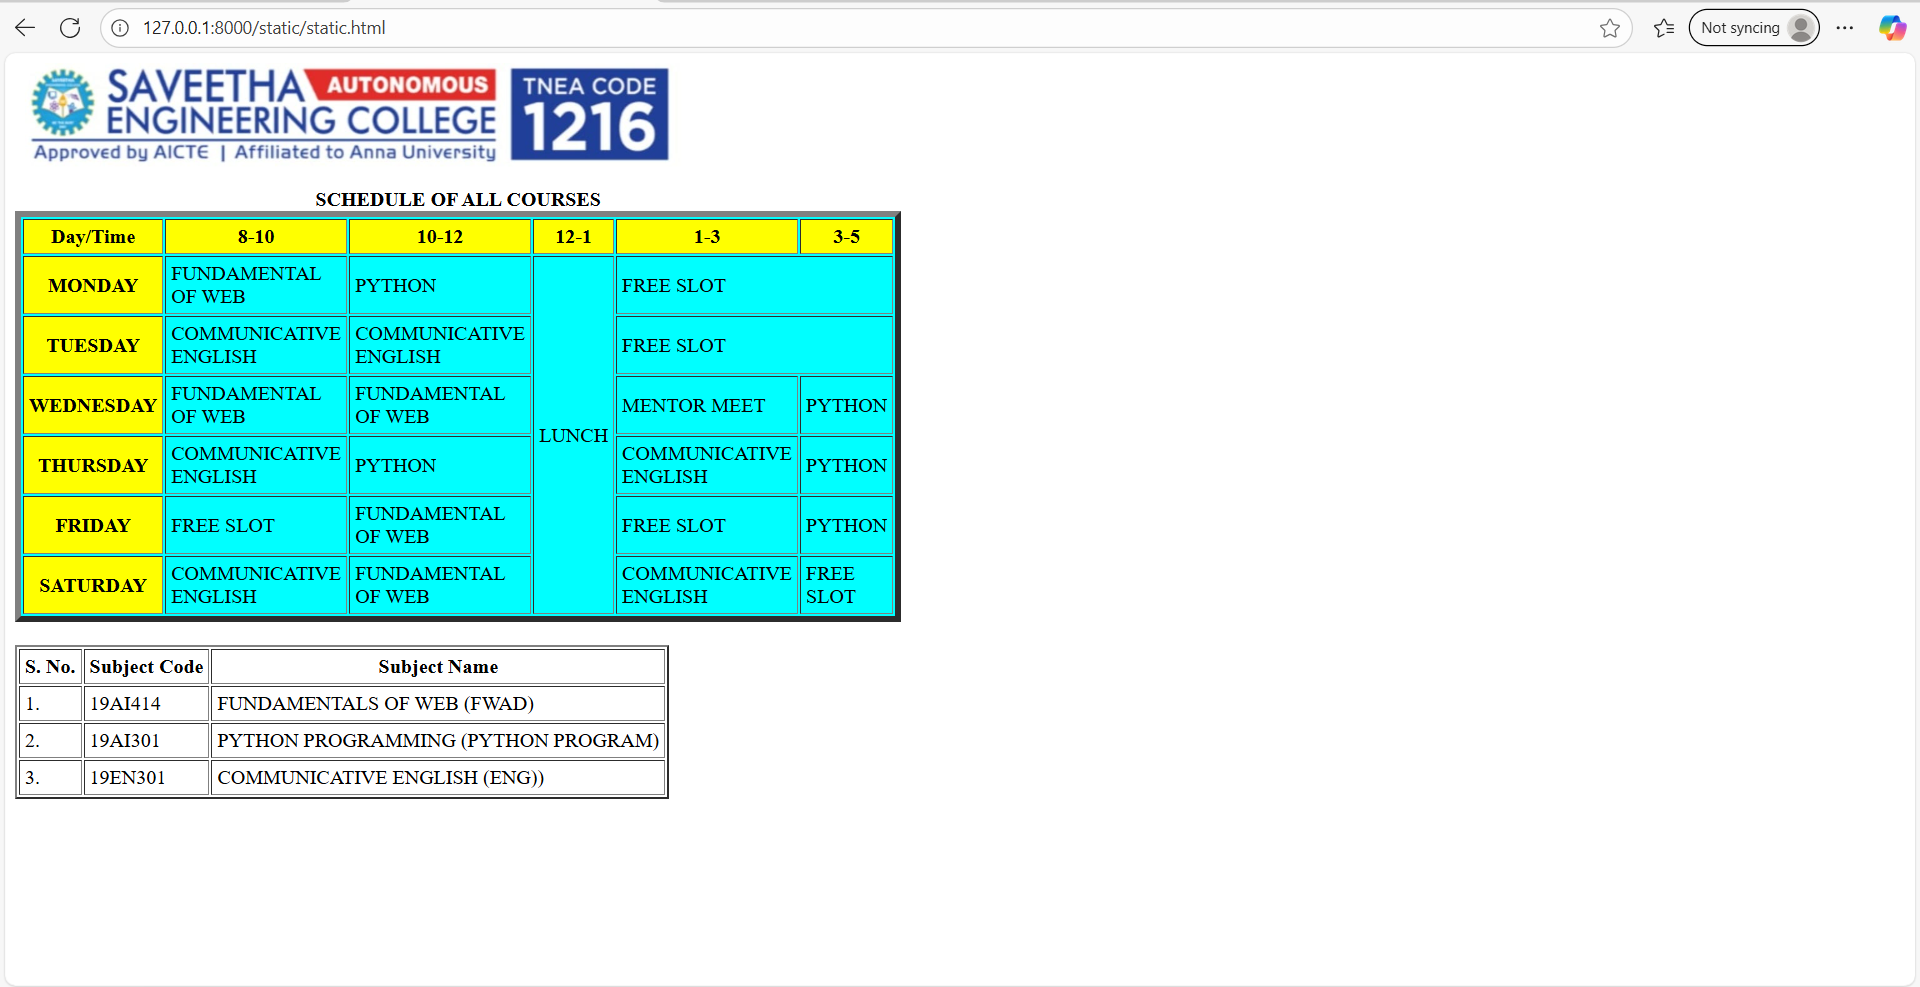 127.0.0.1:8000/static/static.html
Not syncing
SAVEETHA AUTONOMOUS
ENGINEERING COLLEGE
Approved by AICTE | Affiliated to Anna University
TNEA CODE
1216
SCHEDULE OF ALL COURSES
Day/Time 8-10 10-12 12-1 1-3 3-5
MONDAY FUNDAMENTAL OF WEB PYTHON LUNCH FREE SLOT
TUESDAY COMMUNICATIVE ENGLISH COMMUNICATIVE ENGLISH FREE SLOT
WEDNESDAY FUNDAMENTAL OF WEB FUNDAMENTAL OF WEB MENTOR MEET PYTHON
THURSDAY COMMUNICATIVE ENGLISH PYTHON COMMUNICATIVE ENGLISH PYTHON
FRIDAY FREE SLOT FUNDAMENTAL OF WEB FREE SLOT PYTHON
SATURDAY COMMUNICATIVE ENGLISH FUNDAMENTAL OF WEB COMMUNICATIVE ENGLISH FREE SLOT
S. No. Subject Code Subject Name
1. 19AI414 FUNDAMENTALS OF WEB (FWAD)
2. 19AI301 PYTHON PROGRAMMING (PYTHON PROGRAM)
3. 19EN301 COMMUNICATIVE ENGLISH (ENG))